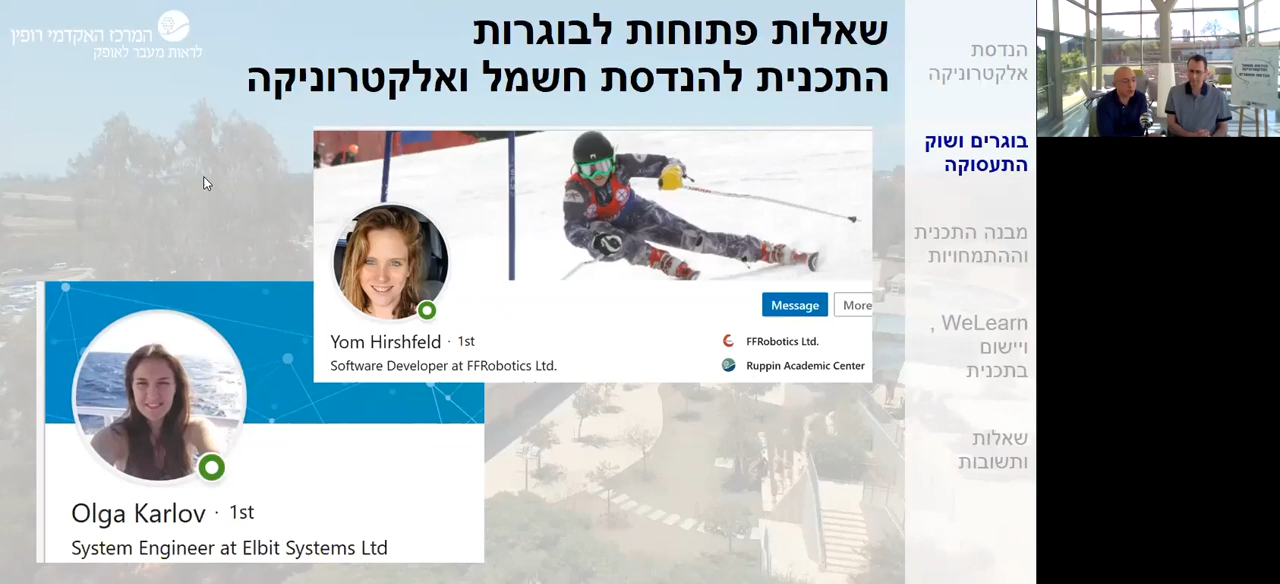 המרכז האקדמי רופין
לראות מעבר לאופק
שאלות פתוחות לבוגרות
התכנית להנדסת חשמל ואלקטרוניקה
Yom Hirshfeld · 1st
Software Developer at FFRobotics Ltd.
Message
More
FFRobotics Ltd.
Ruppin Academic Center
Olga Karlov · 1st
System Engineer at Elbit Systems Ltd
הנדסת
אלקטרוניקה
בוגרים ושוק
התעסוקה
מבנה התכנית
וההתמחויות
WeLearn ,
ויישום
בתכנית
שאלות
ותשובות